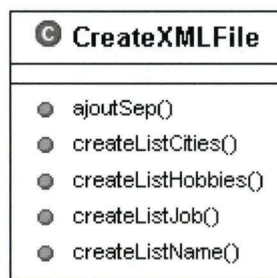 C CreateXMLFile
ajoutSep()
createListCities()
createListHobbies()
createListJob()
createListName()